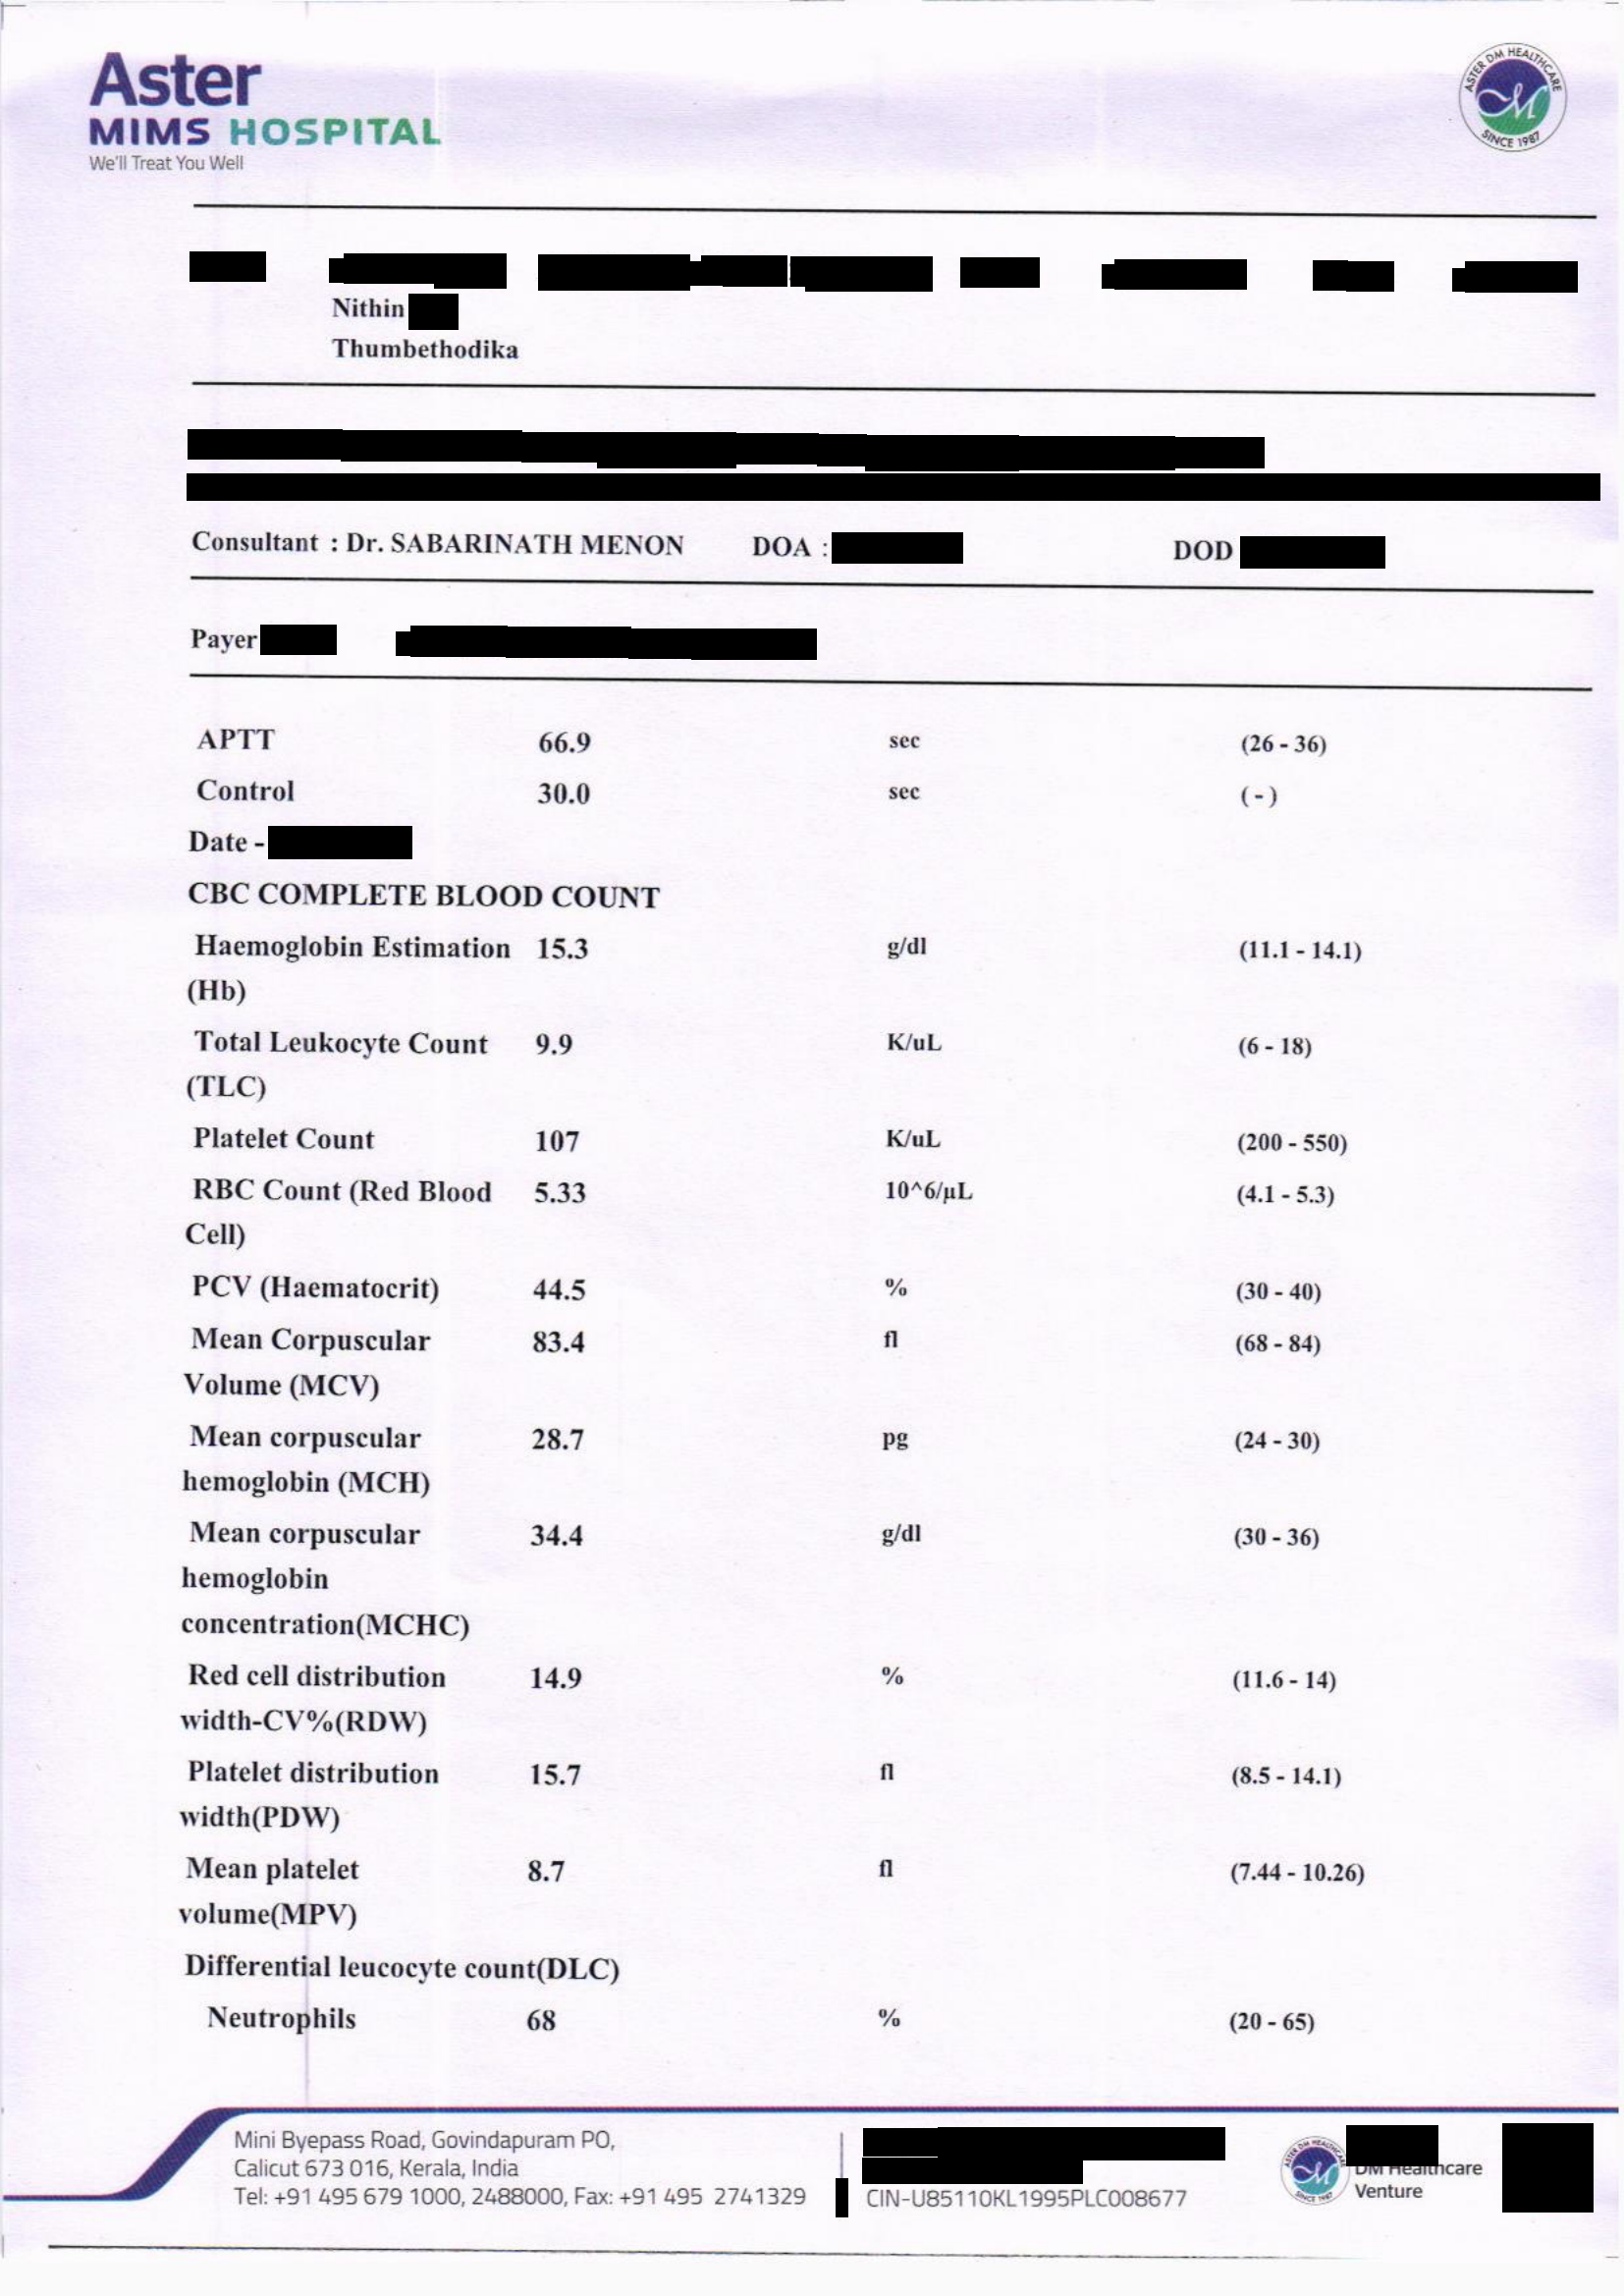 Aster
MIMS HOSPITAL
We'll Treat You Well
ASTER DM HEALTHCARE
SINCE 1987
Nithin
Thumbethodika
Consultant : Dr. SABARINATH MENON DOA : DOD
Payer
APTT 66.9 sec (26 - 36)
Control 30.0 sec ( - )
Date -
CBC COMPLETE BLOOD COUNT
Haemoglobin Estimation 15.3 g/dl (11.1 - 14.1)
(Hb)
Total Leukocyte Count 9.9 K/uL (6 - 18)
(TLC)
Platelet Count 107 K/uL (200 - 550)
RBC Count (Red Blood 5.33 10^6/µL (4.1 - 5.3)
Cell)
PCV (Haematocrit) 44.5 % (30 - 40)
Mean Corpuscular 83.4 fl (68 - 84)
Volume (MCV)
Mean corpuscular 28.7 pg (24 - 30)
hemoglobin (MCH)
Mean corpuscular 34.4 g/dl (30 - 36)
hemoglobin
concentration(MCHC)
Red cell distribution 14.9 % (11.6 - 14)
width-CV%(RDW)
Platelet distribution 15.7 fl (8.5 - 14.1)
width(PDW)
Mean platelet 8.7 fl (7.44 - 10.26)
volume(MPV)
Differential leucocyte count(DLC)
Neutrophils 68 % (20 - 65)
Mini Byepass Road, Govindapuram PO,
Calicut 673 016, Kerala, India
Tel: +91 495 679 1000, 2488000, Fax: +91 495 2741329
CIN-U85110KL1995PLC008677
ASTER DM HEALTHCARE
SINCE 1987
DM Healthcare
Venture